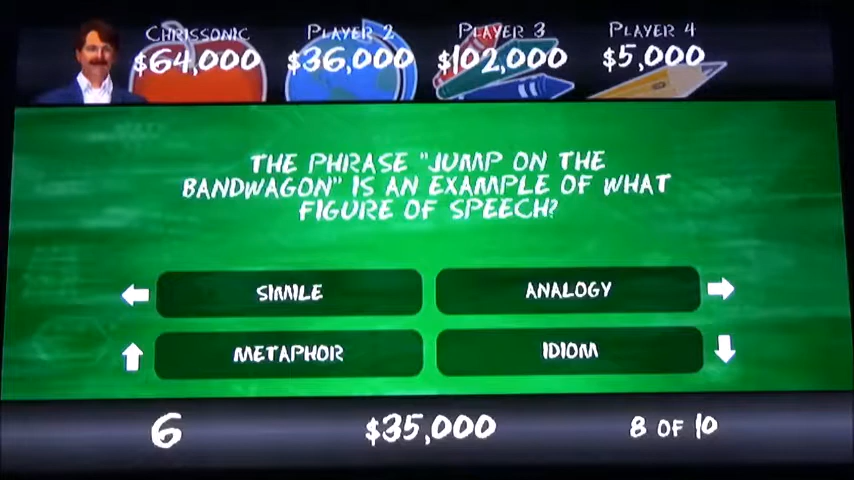 CHRISSONIC PLAYER 2 PLAYER 3 PLAYER 4
$64,000 $36,000 $102,000 $5,000
THE PHRASE "JUMP ON THE
BANDWAGON" IS AN EXAMPLE OF WHAT
FIGURE OF SPEECH?
SIMILE ANALOGY
METAPHOR IDIOM
6 $35,000 8 OF 10